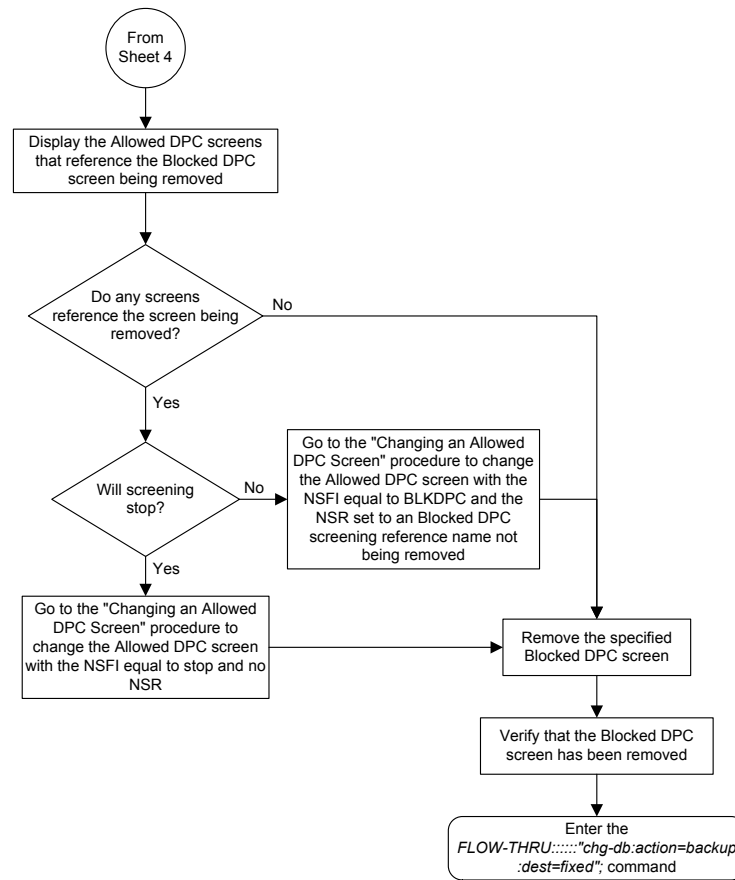 From
Sheet 4
Display the Allowed DPC screens
that reference the Blocked DPC
screen being removed
Do any screens
reference the screen being
removed?
No
Yes
Will screening
stop?
No
Go to the "Changing an Allowed
DPC Screen" procedure to change
the Allowed DPC screen with the
NSFI equal to BLKDPC and the
NSR set to an Blocked DPC
screening reference name not
being removed
Yes
Go to the "Changing an Allowed
DPC Screen" procedure to
change the Allowed DPC screen
with the NSFI equal to stop and no
NSR
Remove the specified
Blocked DPC screen
Verify that the Blocked DPC
screen has been removed
Enter the
FLOW-THRU::::::"chg-db:action=backup
:dest=fixed"; command